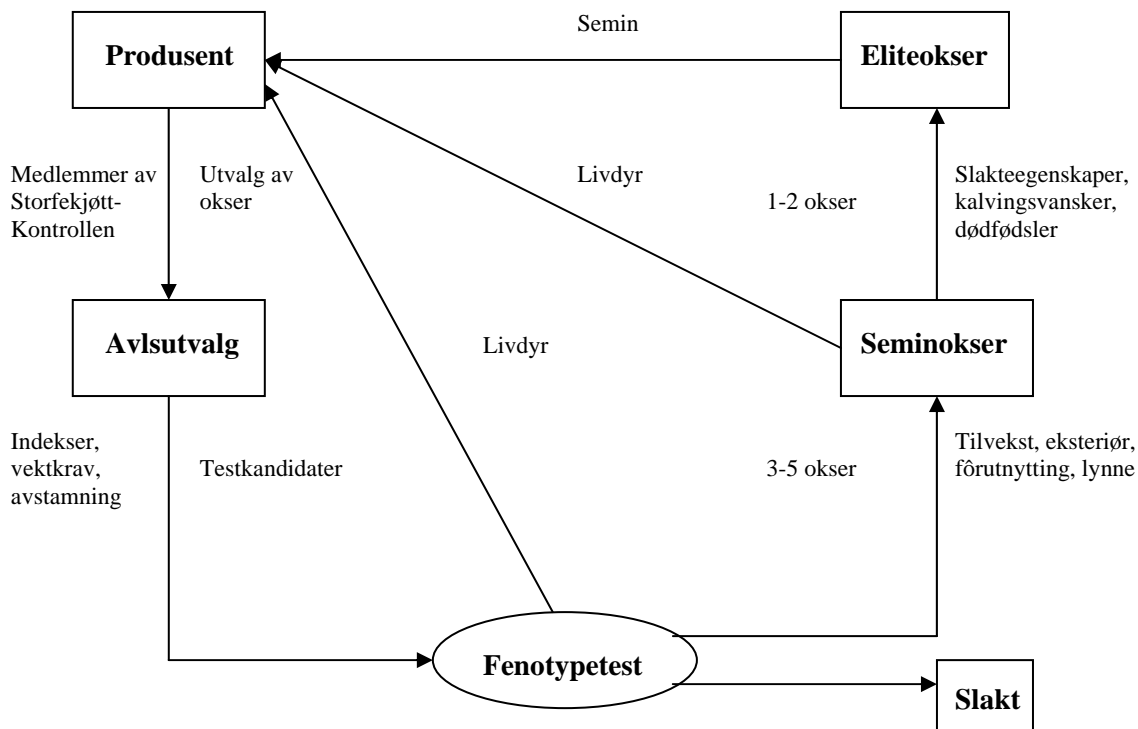 Semin
Produsent
Eliteokser
Medlemmer av
Storfekjøtt-
Kontrollen
Utvalg av
okser
Livdyr
1-2 okser
Slakteegenskaper,
kalvingsvansker,
dødfødsler
Avlsutvalg
Livdyr
Seminokser
Indekser,
vektkrav,
avstamning
Testkandidater
3-5 okser
Tilvekst, eksteriør,
fôrutnytting, lynne
Fenotypetest
Slakt